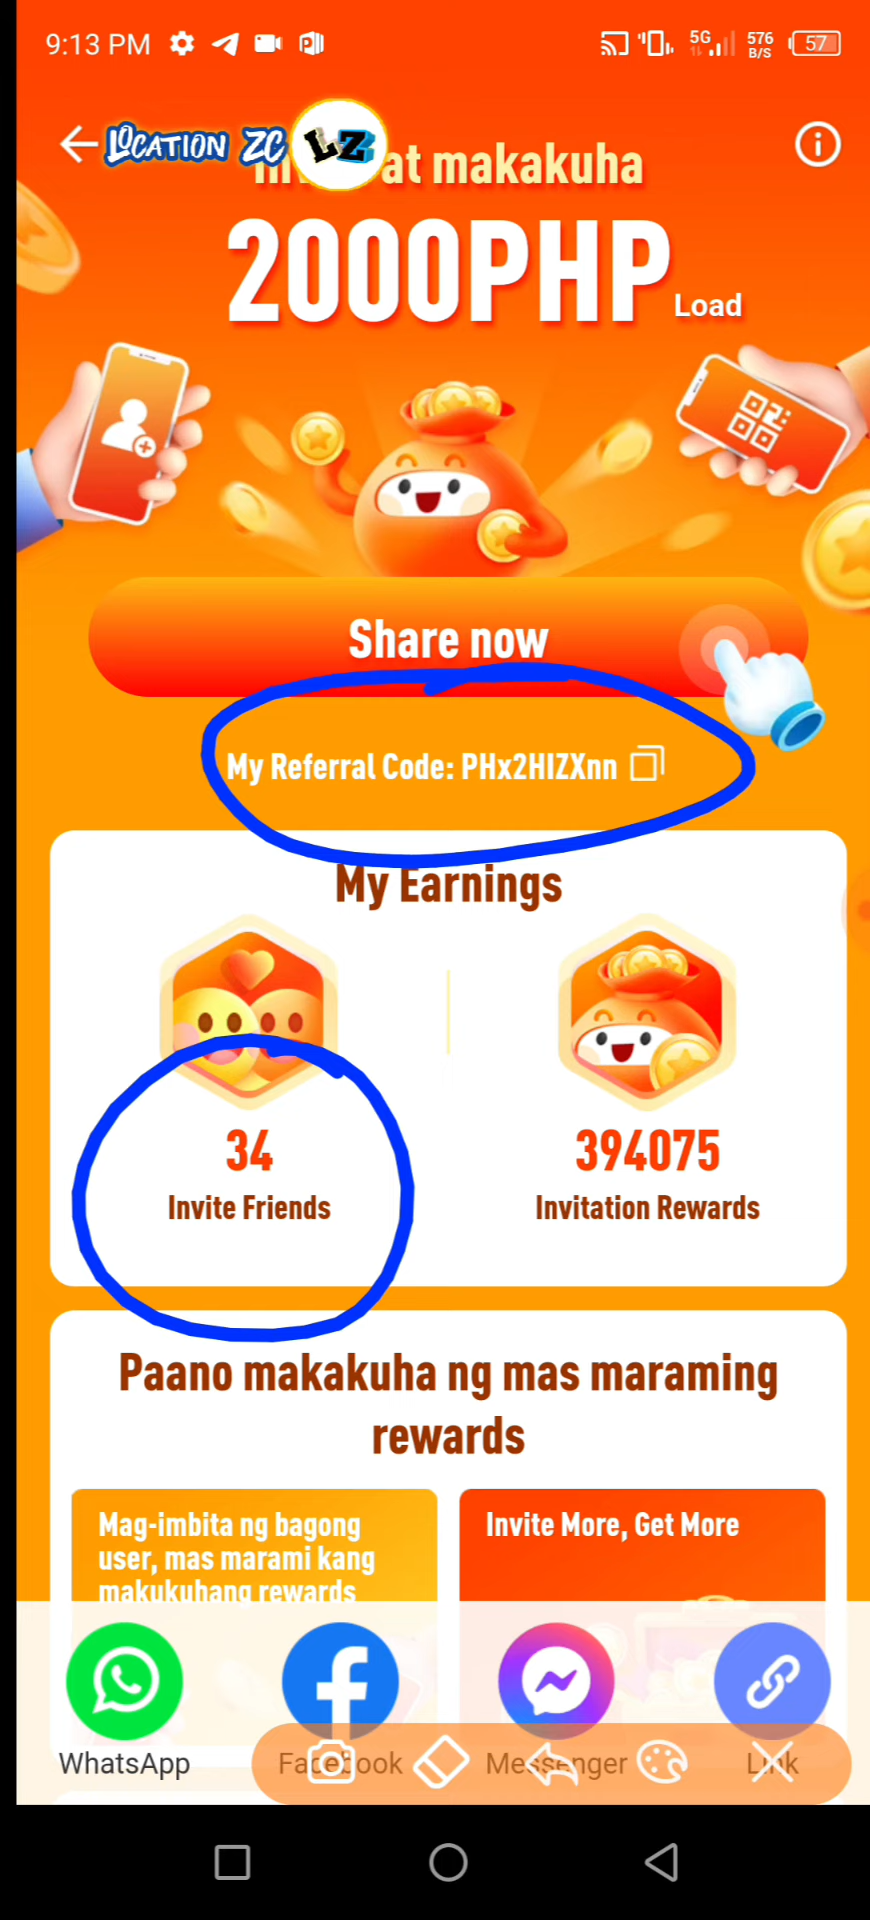 9:13 PM
5G
576
B/S
57
LOCATION ZC
LZ
at makakuha
2000PHP
Load
Share now
My Referral Code: PHx2HIZXnn
My Earnings
34
394075
Invite Friends
Invitation Rewards
Paano makakuha ng mas maraming
rewards
Mag-imbita ng bagong
user, mas marami kang
makukuhang rewards
Invite More, Get More
WhatsApp
Facebook
Messenger
Link